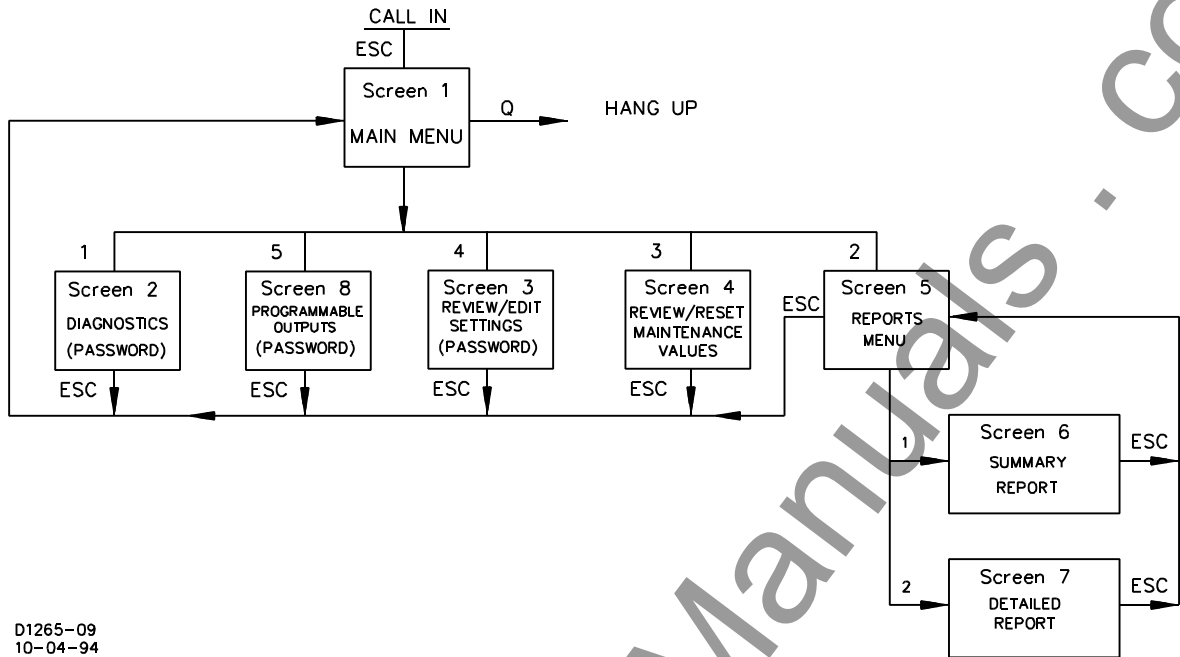 CALL IN
ESC
Screen 1
MAIN MENU
Q
HANG UP
1
5
4
3
2
Screen 2
DIAGNOSTICS
(PASSWORD)
Screen 8
PROGRAMMABLE
OUTPUTS
(PASSWORD)
Screen 3
REVIEW/EDIT
SETTINGS
(PASSWORD)
Screen 4
REVIEW/RESET
MAINTENANCE
VALUES
ESC
Screen 5
REPORTS
MENU
ESC
ESC
ESC
ESC
1
Screen 6
SUMMARY
REPORT
ESC
2
Screen 7
DETAILED
REPORT
ESC
D1265-09
10-04-94
Manuals . co